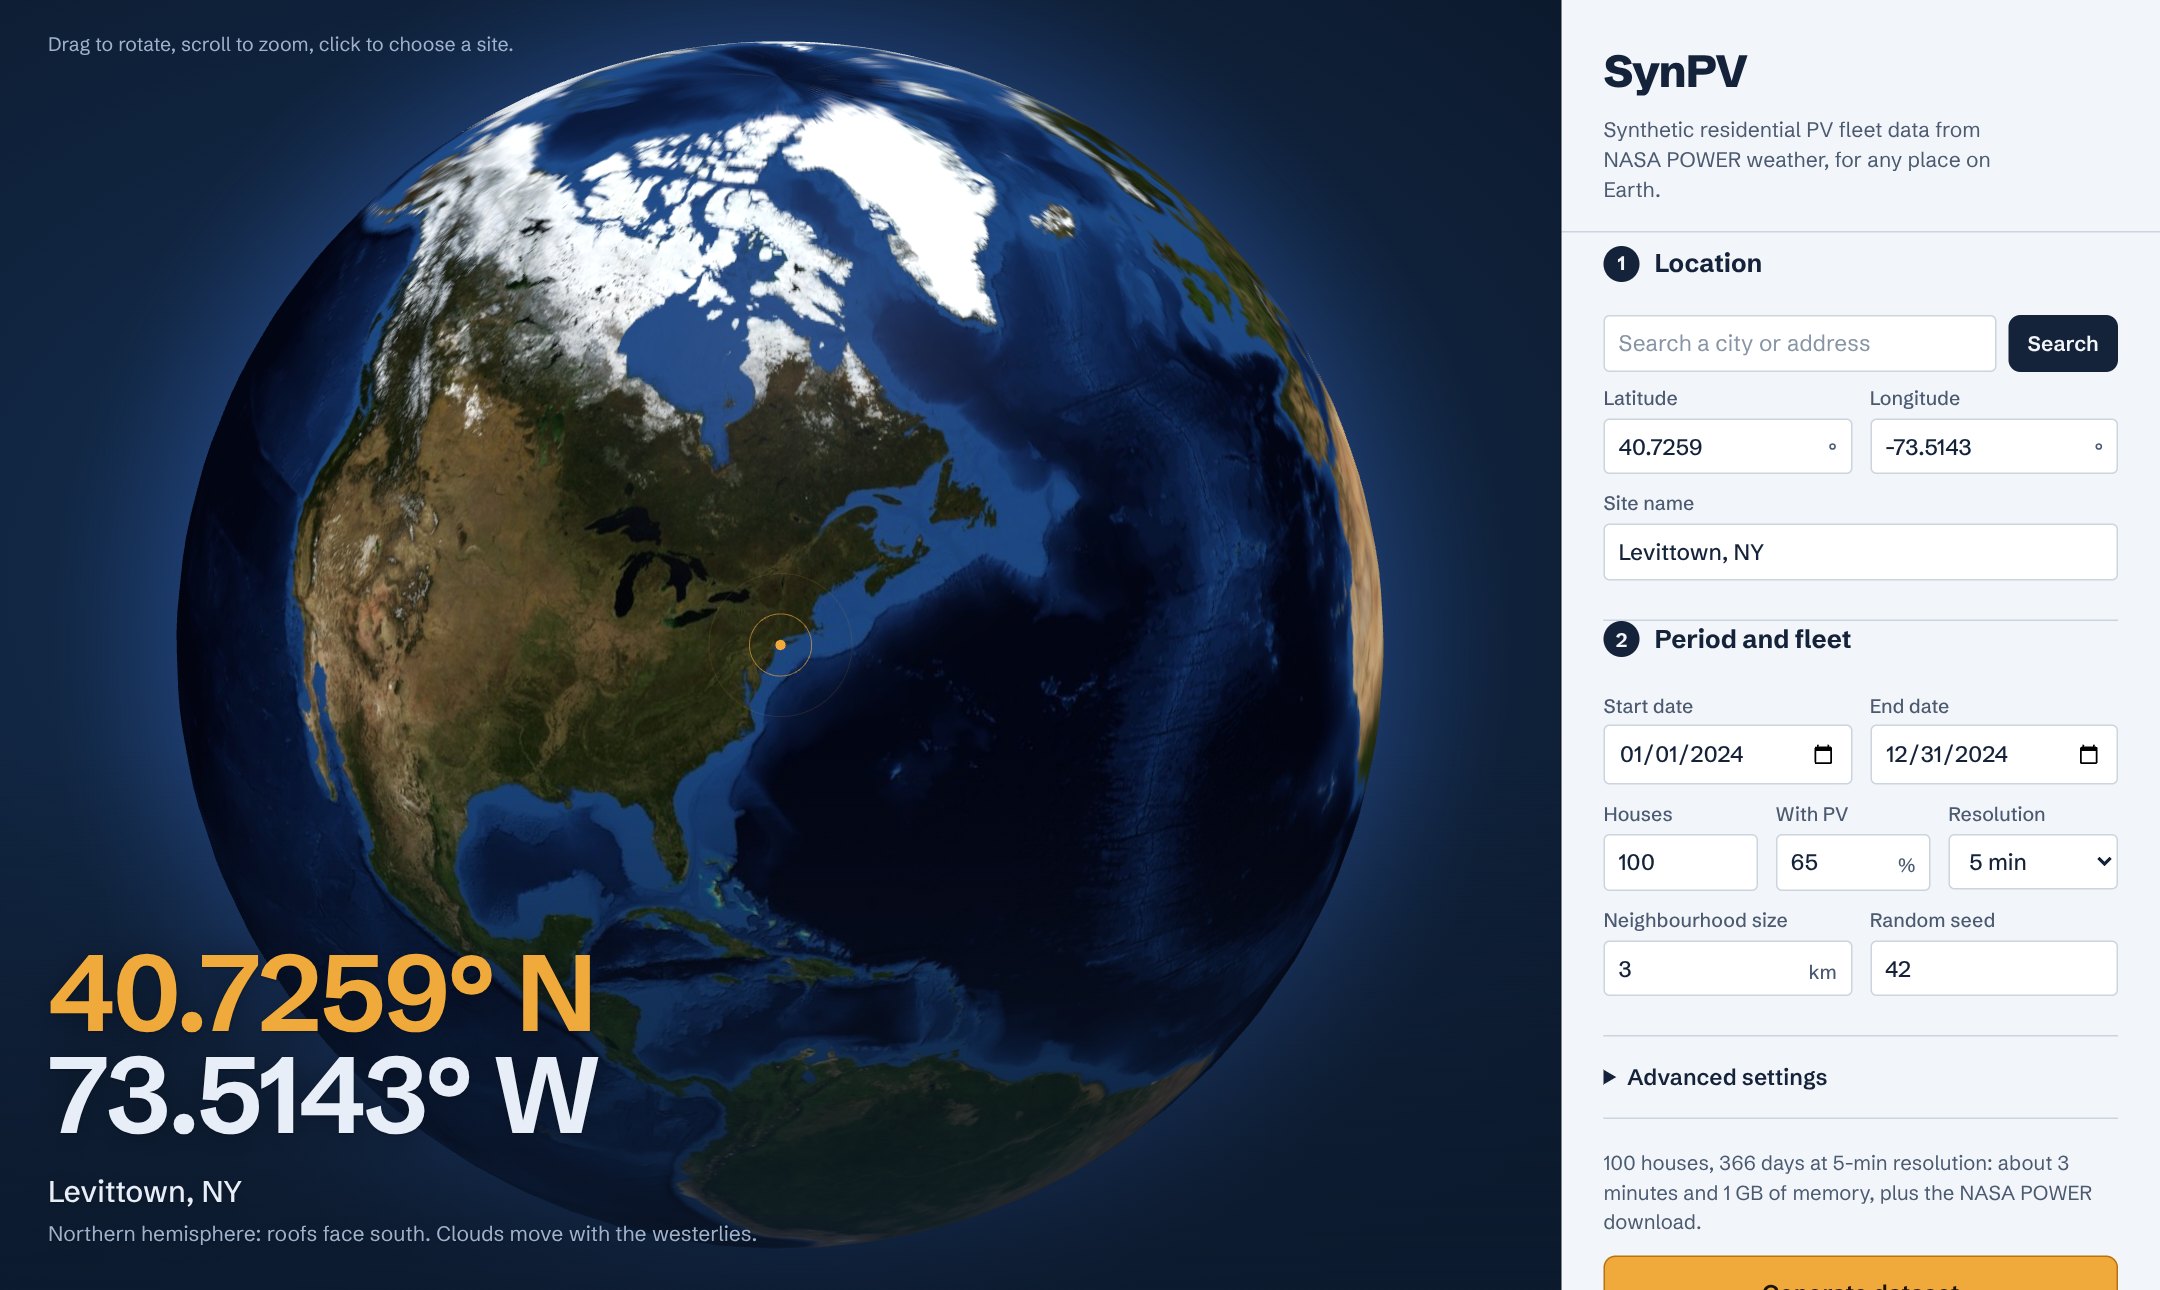 Drag to rotate, scroll to zoom, click to choose a site.
40.7259° N
73.5143° W
Levittown, NY
Northern hemisphere: roofs face south. Clouds move with the westerlies.
SynPV
Synthetic residential PV fleet data from
NASA POWER weather, for any place on
Earth.
1 Location
Search a city or address
Search
Latitude Longitude
40.7259 ° -73.5143 °
Site name
Levittown, NY
2 Period and fleet
Start date End date
01/01/2024 12/31/2024
Houses With PV Resolution
100 65 % 5 min
Neighbourhood size Random seed
3 km 42
Advanced settings
100 houses, 366 days at 5-min resolution: about 3
minutes and 1 GB of memory, plus the NASA POWER
download.
Generate dataset